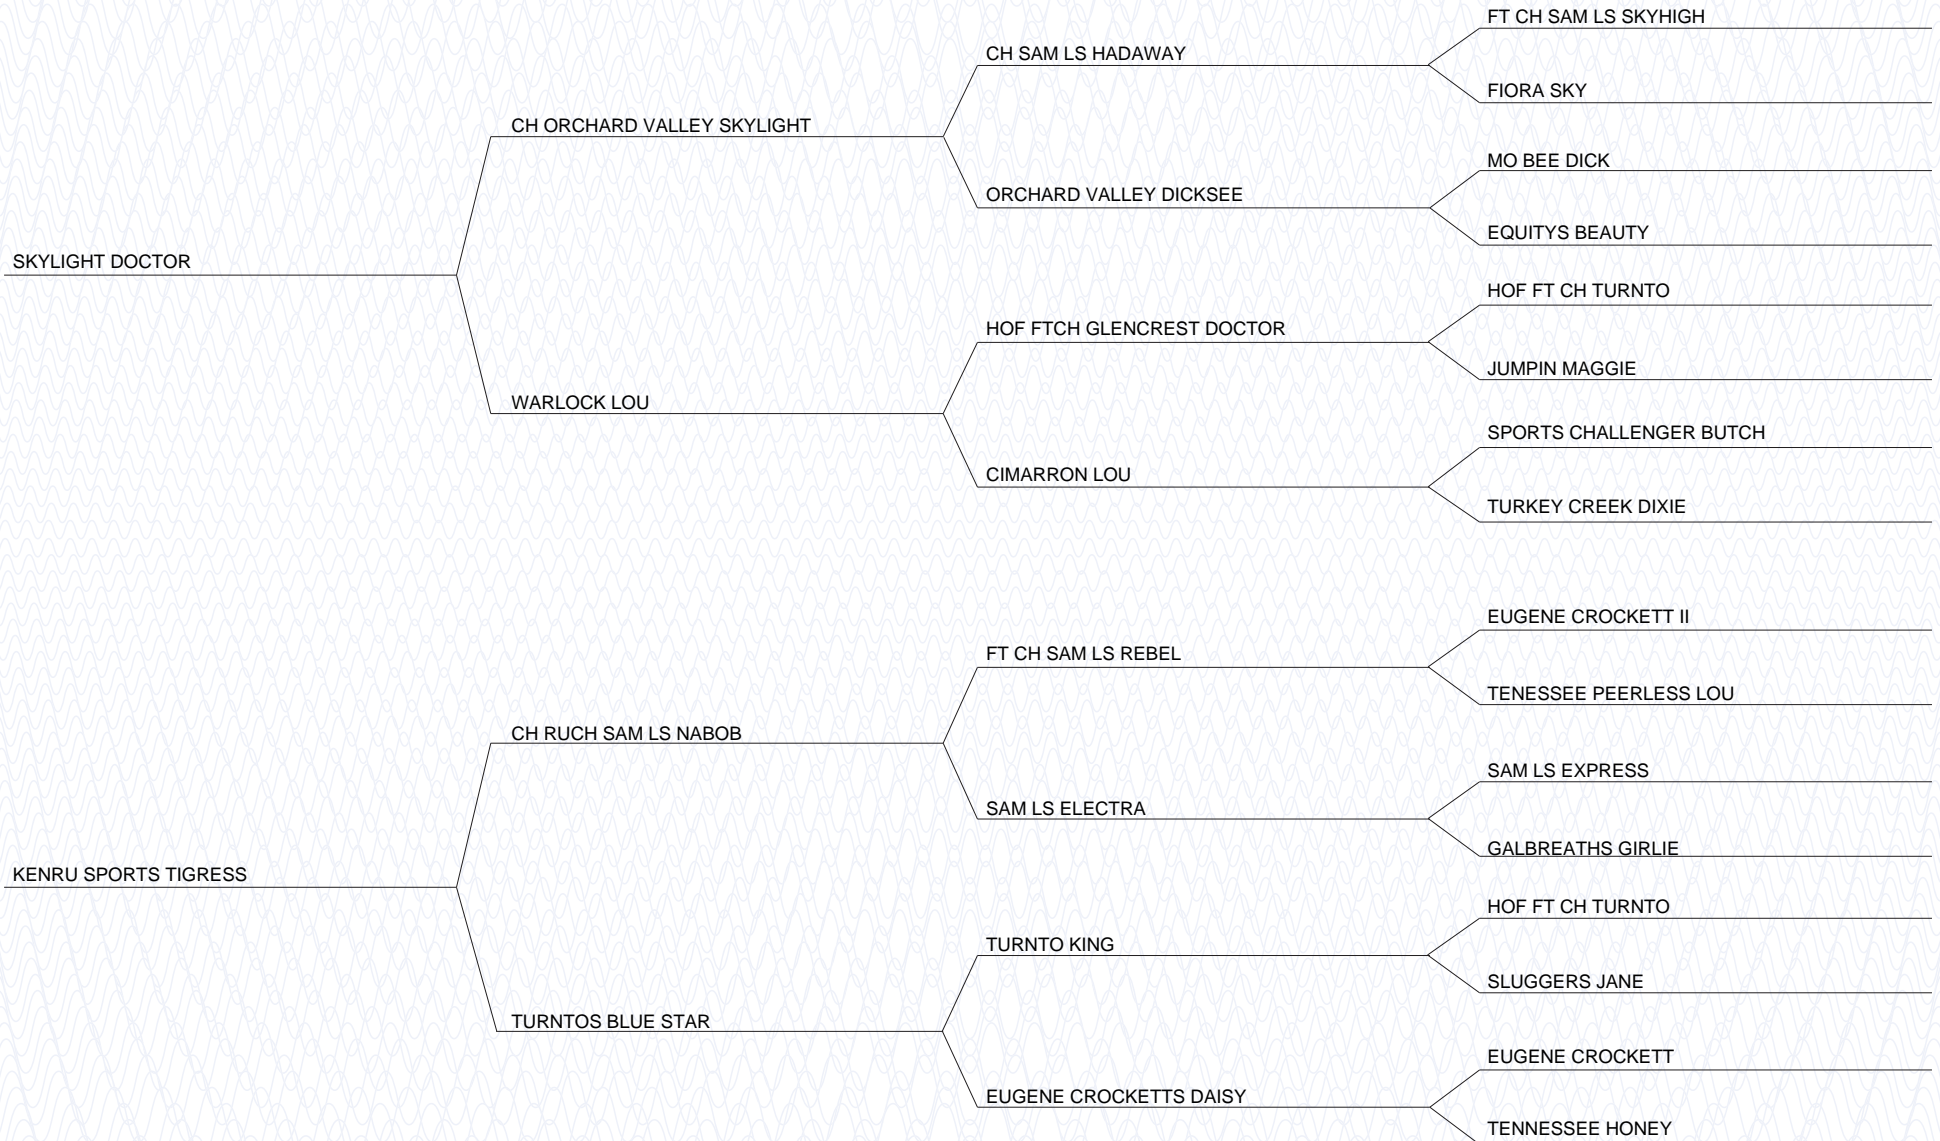 FT CH SAM LS SKYHIGH
CH SAM LS HADAWAY
FIORA SKY
CH ORCHARD VALLEY SKYLIGHT
MO BEE DICK
ORCHARD VALLEY DICKSEE
EQUITYS BEAUTY
SKYLIGHT DOCTOR
HOF FT CH TURNTO
HOF FTCH GLENCREST DOCTOR
JUMPIN MAGGIE
WARLOCK LOU
SPORTS CHALLENGER BUTCH
CIMARRON LOU
TURKEY CREEK DIXIE
EUGENE CROCKETT II
FT CH SAM LS REBEL
TENESSEE PEERLESS LOU
CH RUCH SAM LS NABOB
SAM LS EXPRESS
SAM LS ELECTRA
GALBREATHS GIRLIE
KENRU SPORTS TIGRESS
HOF FT CH TURNTO
TURNTO KING
SLUGGERS JANE
TURNTOS BLUE STAR
EUGENE CROCKETT
EUGENE CROCKETTS DAISY
TENNESSEE HONEY